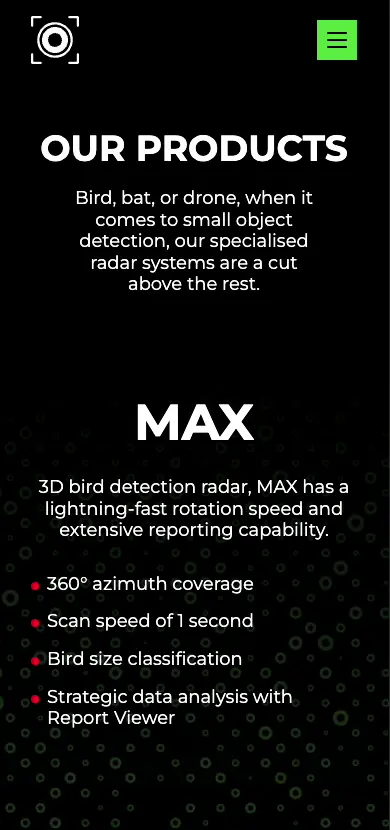 OUR PRODUCTS
Bird, bat, or drone, when it
comes to small object
detection, our specialised
radar systems are a cut
above the rest.
MAX
3D bird detection radar, MAX has a
lightning-fast rotation speed and
extensive reporting capability.
360° azimuth coverage
Scan speed of 1 second
Bird size classification
Strategic data analysis with
Report Viewer